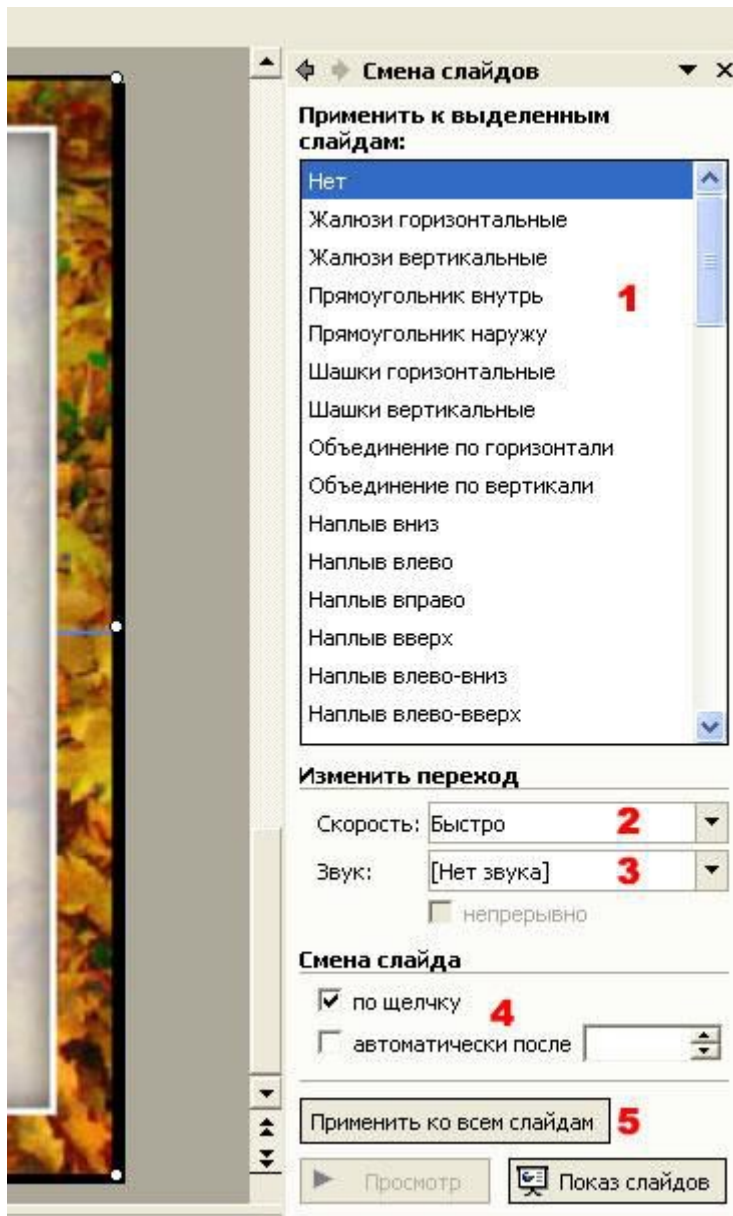 Смена слайдов
Применить к выделенным
слайдам:
Нет
Жалюзи горизонтальные
Жалюзи вертикальные
Прямоугольник внутрь 1
Прямоугольник наружу
Шашки горизонтальные
Шашки вертикальные
Объединение по горизонтали
Объединение по вертикали
Наплыв вниз
Наплыв влево
Наплыв вправо
Наплыв вверх
Наплыв влево-вниз
Наплыв влево-вверх
Изменить переход
Скорость: Быстро 2
Звук: [Нет звука] 3
непрерывно
Смена слайда
по щелчку 4
автоматически после
Применить ко всем слайдам 5
Просмотр Показ слайдов